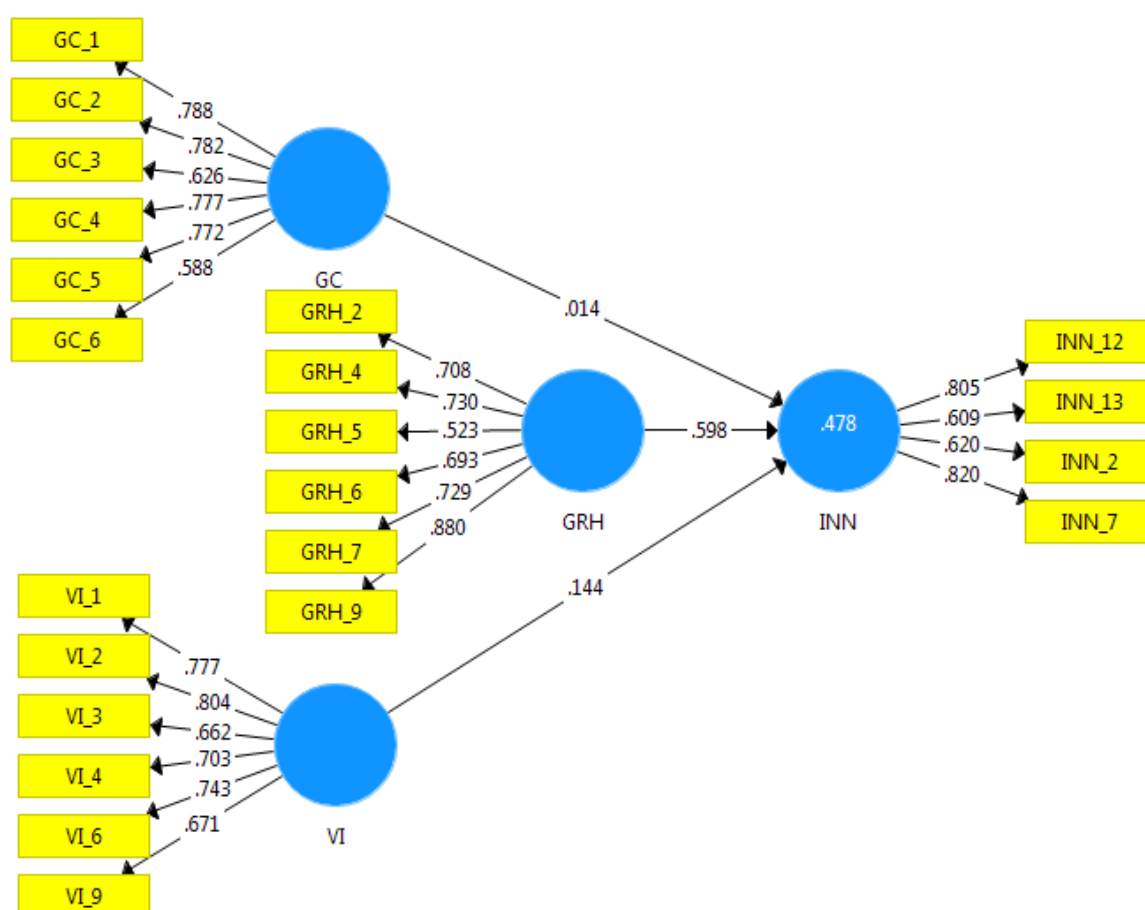 GC_1
GC_2
GC_3
GC_4
GC_5
GC_6
.788
.782
.626
.777
.772
.588
GC
.014
GRH_2
GRH_4
GRH_5
GRH_6
GRH_7
GRH_9
.708
.730
.523
.693
.729
.880
GRH
.598
.478
INN
.805
.609
.620
.820
INN_12
INN_13
INN_2
INN_7
.144
VI_1
VI_2
VI_3
VI_4
VI_6
VI_9
.777
.804
.662
.703
.743
.671
VI